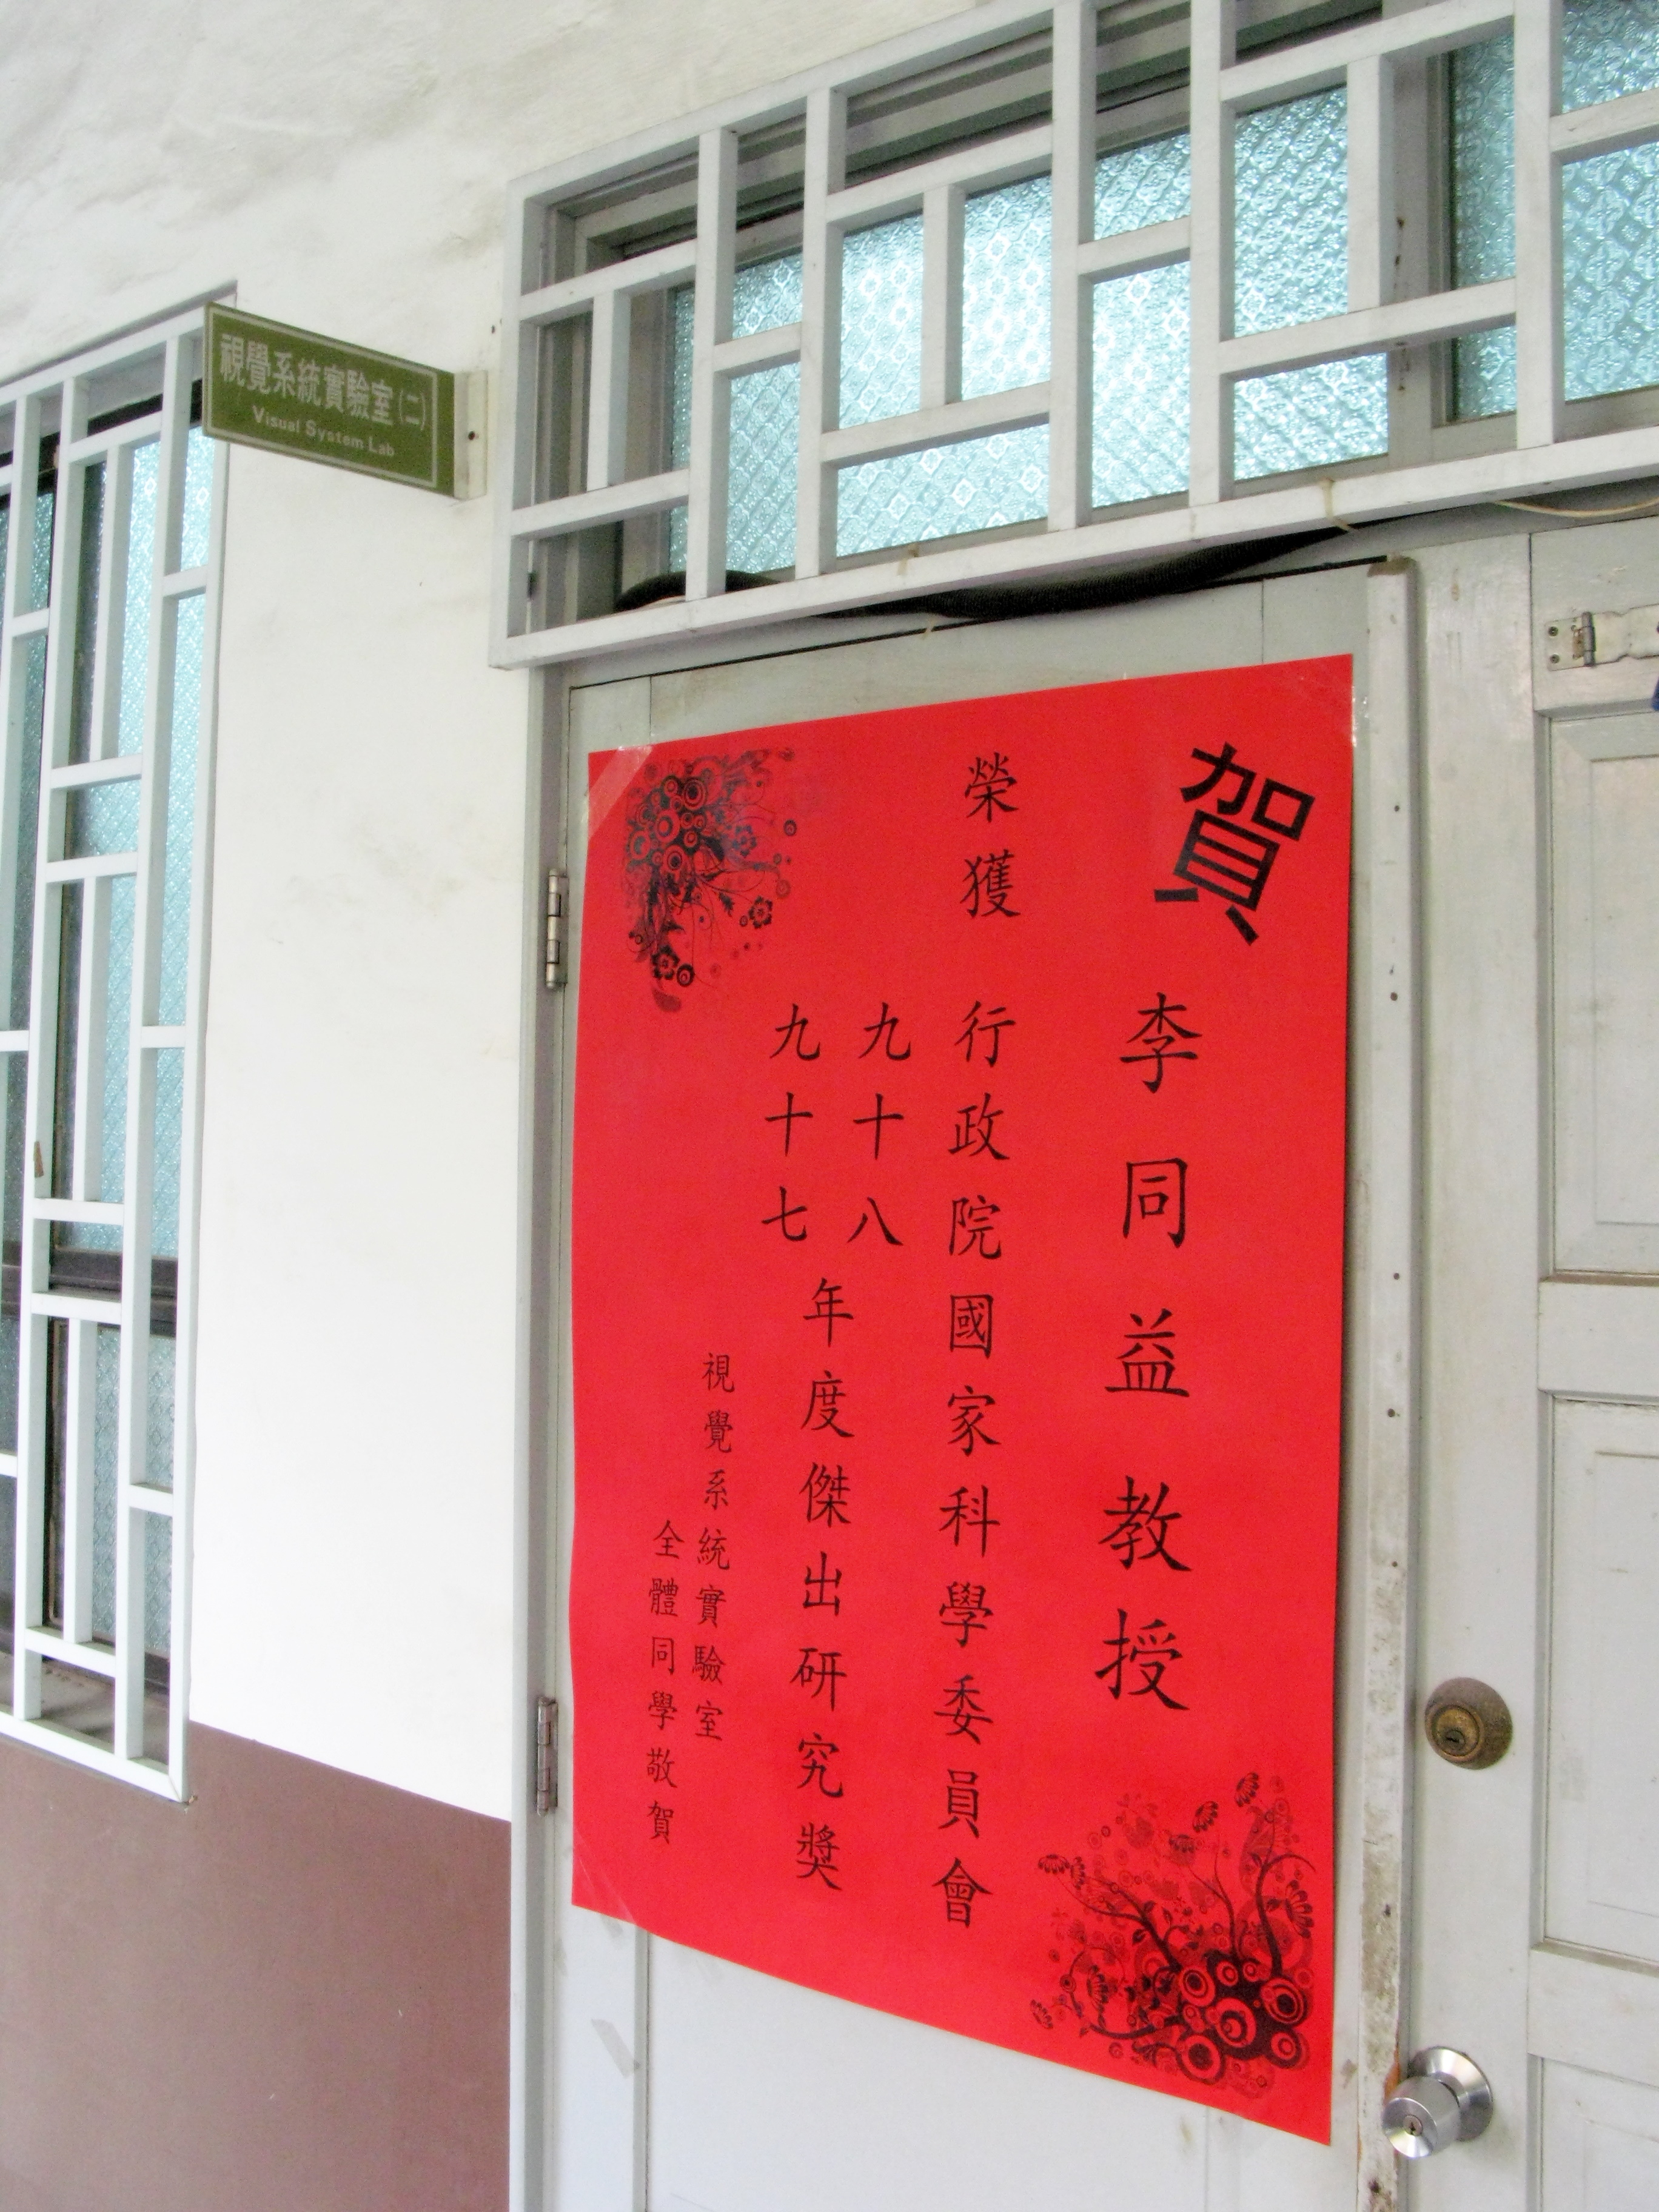 視覺系統實驗室(二)
Visual System Lab
賀
李同益教授
榮獲 行政院國家科學委員會
九十八
九十七
年度傑出研究獎
視覺系統實驗室
全體同學敬賀